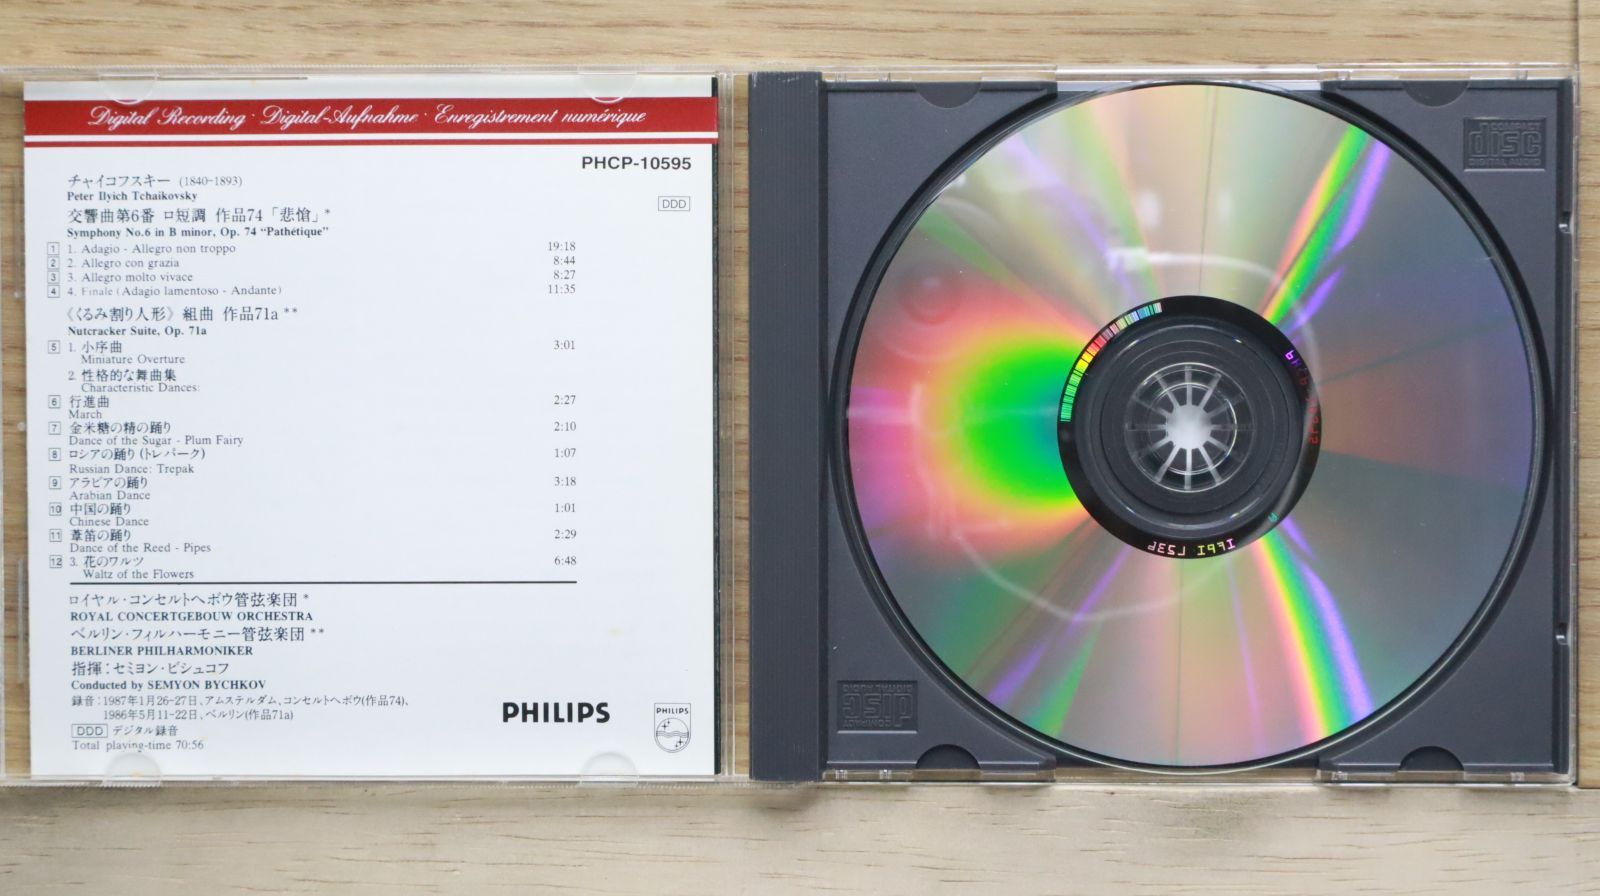 Digital Recording · Digital-Aufnahme · Enregistrement numérique
PHCP-10595
チャイコフスキー (1840-1893)
Peter Ilyich Tchaikovsky
DDD
交響曲第6番 ロ短調 作品74「悲愴」*
Symphony No.6 in B minor, Op. 74 “Pathétique”
1 1. Adagio - Allegro non troppo 19:18
2 2. Allegro con grazia 8:44
3 3. Allegro molto vivace 8:27
4 4. Finale (Adagio lamentoso - Andante) 11:35
《くるみ割り人形》 組曲 作品71a **
Nutcracker Suite, Op. 71a
5 1. 小序曲 3:01
Miniature Overture
2. 性格的な舞曲集
Characteristic Dances:
6 行進曲 2:27
March
7 金米糖の精の踊り 2:10
Dance of the Sugar - Plum Fairy
8 ロシアの踊り(トレパーク) 1:07
Russian Dance: Trepak
9 アラビアの踊り 3:18
Arabian Dance
10 中国の踊り 1:01
Chinese Dance
11 葦笛の踊り 2:29
Dance of the Reed - Pipes
12 3. 花のワルツ 6:48
Waltz of the Flowers
ロイヤル・コンセルトヘボウ管弦楽団 *
ROYAL CONCERTGEBOUW ORCHESTRA
ベルリン・フィルハーモニー管弦楽団 **
BERLINER PHILHARMONIKER
指揮:セミヨン・ビシュコフ
Conducted by SEMYON BYCHKOV
録音:1987年1月26-27日、アムステルダム、コンセルトヘボウ(作品74)、
1986年5月11-22日、ベルリン(作品71a)
DDD デジタル録音
Total playing-time 70:56
PHILIPS
PHILIPS
COMPACT
disc
DIGITAL AUDIO
COMPACT
disc
DIGITAL AUDIO
IFPI L236